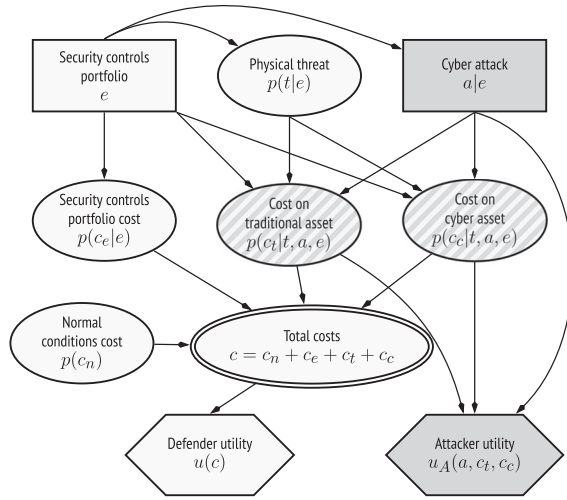 Security controls
portfolio
e
Physical threat
p(t|e)
Cyber attack
a|e
Security controls
portfolio cost
p(c_e|e)
Cost on
traditional asset
p(c_t|t, a, e)
Cost on
cyber asset
p(c_c|t, a, e)
Normal
conditions cost
p(c_n)
Total costs
c = c_n + c_e + c_t + c_c
Defender utility
u(c)
Attacker utility
u_A(a, c_t, c_c)